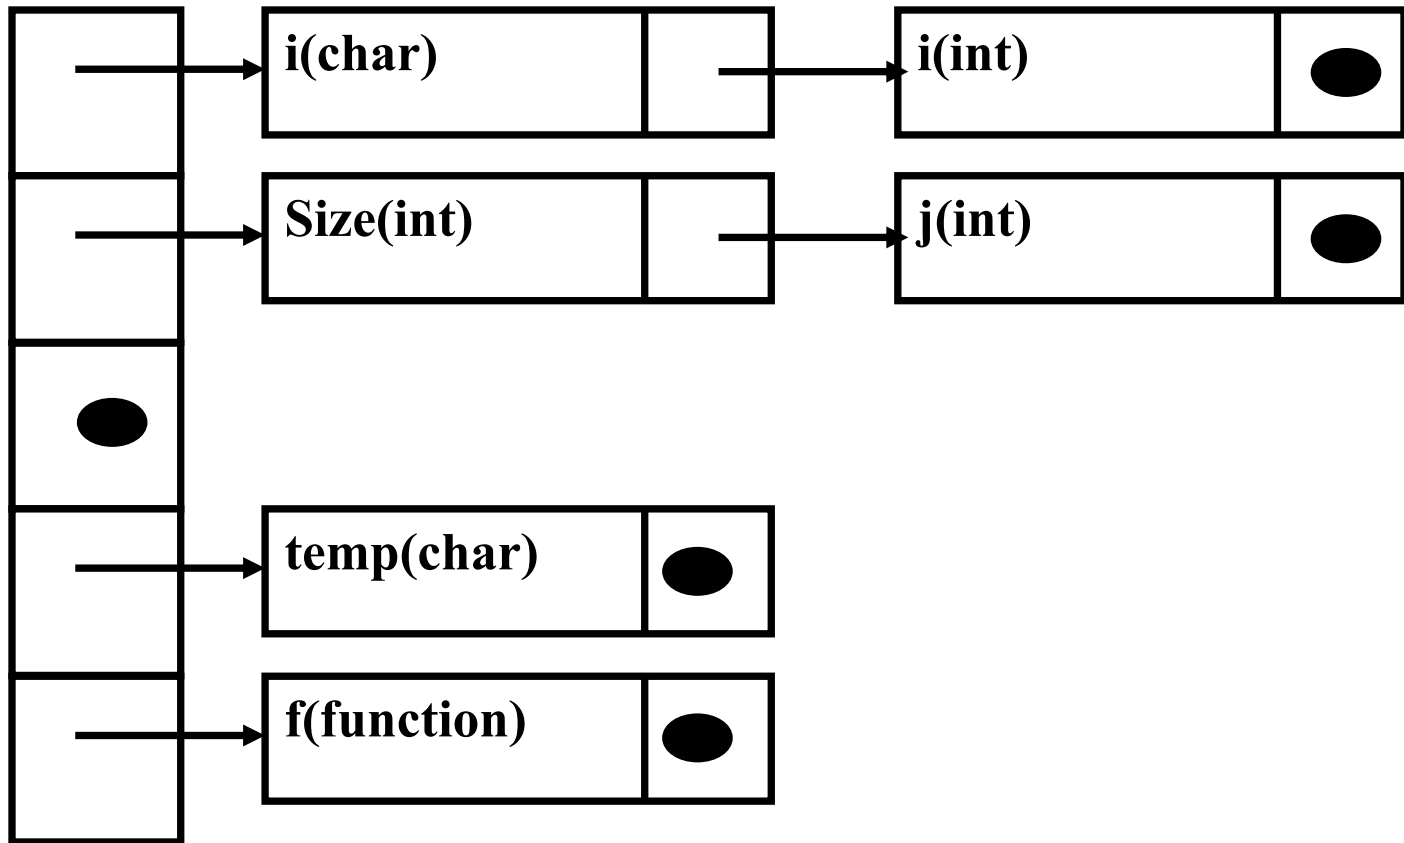 i(char)
i(int)
Size(int)
j(int)
temp(char)
f(function)